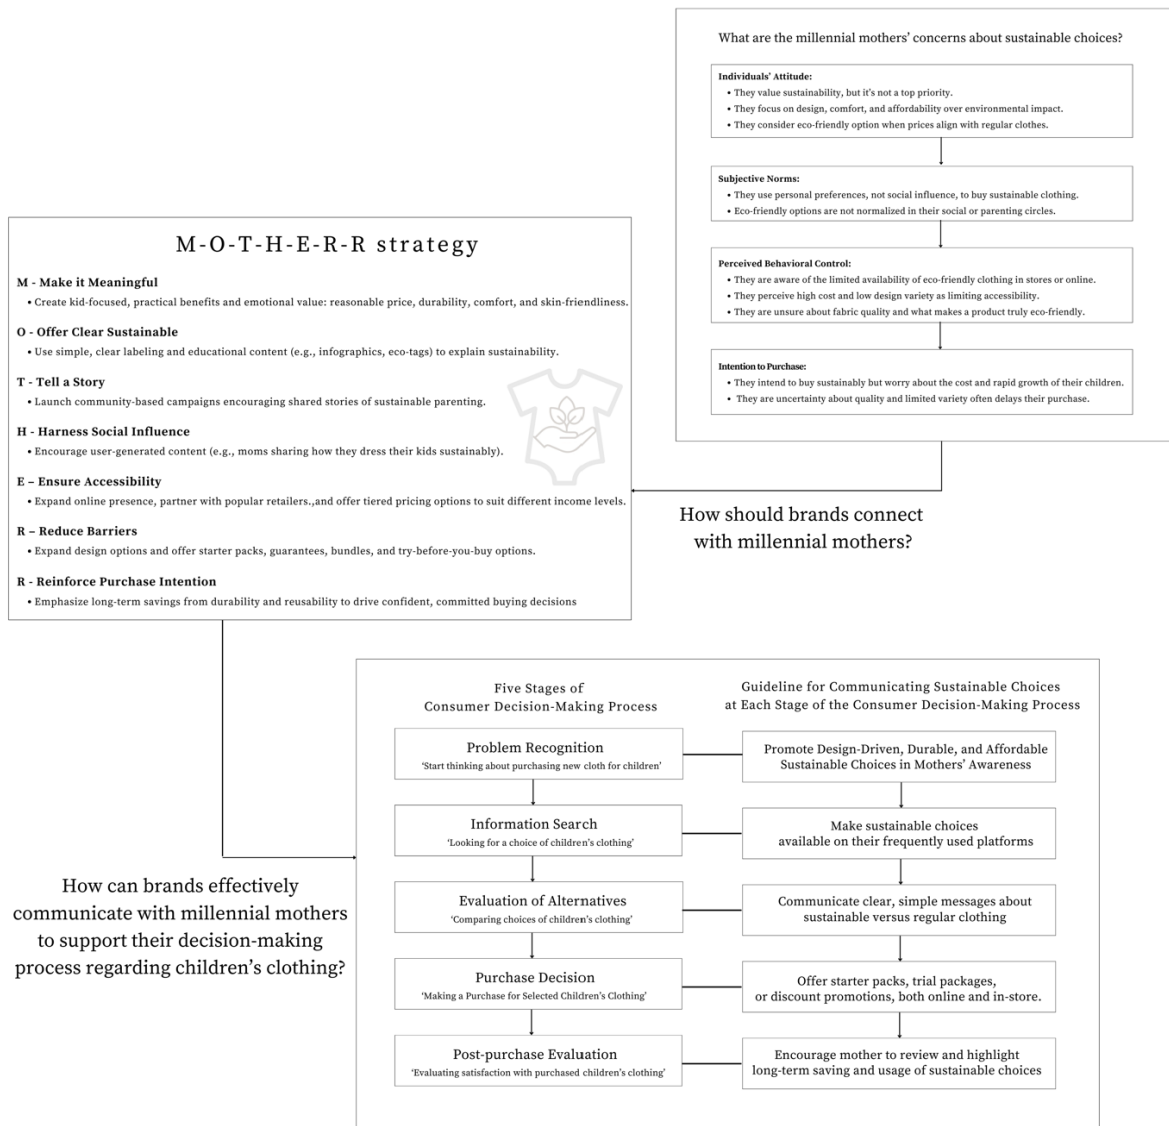 What are the millennial mothers' concerns about sustainable choices?
Individuals' Attitude:
• They value sustainability, but it's not a top priority.
• They focus on design, comfort, and affordability over environmental impact.
• They consider eco-friendly option when prices align with regular clothes.
Subjective Norms:
• They use personal preferences, not social influence, to buy sustainable clothing.
• Eco-friendly options are not normalized in their social or parenting circles.
Perceived Behavioral Control:
• They are aware of the limited availability of eco-friendly clothing in stores or online.
• They perceive high cost and low design variety as limiting accessibility.
• They are unsure about fabric quality and what makes a product truly eco-friendly.
Intention to Purchase:
• They intend to buy sustainably but worry about the cost and rapid growth of their children.
• They are uncertainty about quality and limited variety often delays their purchase.
How should brands connect
with millennial mothers?
M-O-T-H-E-R-R strategy
M - Make it Meaningful
• Create kid-focused, practical benefits and emotional value: reasonable price, durability, comfort, and skin-friendliness.
O - Offer Clear Sustainable
• Use simple, clear labeling and educational content (e.g., infographics, eco-tags) to explain sustainability.
T - Tell a Story
• Launch community-based campaigns encouraging shared stories of sustainable parenting.
H - Harness Social Influence
• Encourage user-generated content (e.g., moms sharing how they dress their kids sustainably).
E – Ensure Accessibility
• Expand online presence, partner with popular retailers.,and offer tiered pricing options to suit different income levels.
R – Reduce Barriers
• Expand design options and offer starter packs, guarantees, bundles, and try-before-you-buy options.
R - Reinforce Purchase Intention
• Emphasize long-term savings from durability and reusability to drive confident, committed buying decisions
How can brands effectively
communicate with millennial mothers
to support their decision-making
process regarding children's clothing?
Five Stages of
Consumer Decision-Making Process
Guideline for Communicating Sustainable Choices
at Each Stage of the Consumer Decision-Making Process
Problem Recognition
'Start thinking about purchasing new cloth for children'
Promote Design-Driven, Durable, and Affordable
Sustainable Choices in Mothers' Awareness
Information Search
'Looking for a choice of children's clothing'
Make sustainable choices
available on their frequently used platforms
Evaluation of Alternatives
'Comparing choices of children's clothing'
Communicate clear, simple messages about
sustainable versus regular clothing
Purchase Decision
'Making a Purchase for Selected Children's Clothing'
Offer starter packs, trial packages,
or discount promotions, both online and in-store.
Post-purchase Evaluation
'Evaluating satisfaction with purchased children's clothing'
Encourage mother to review and highlight
long-term saving and usage of sustainable choices